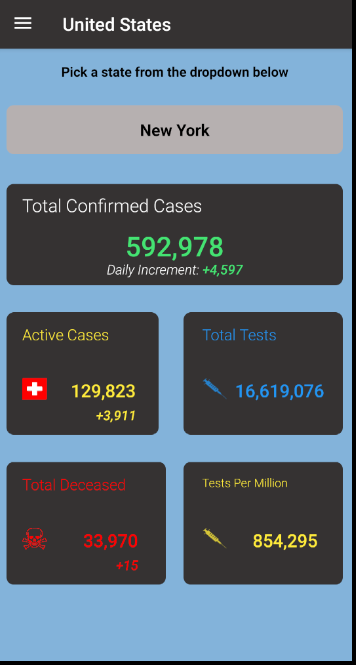 United States
Pick a state from the dropdown below
New York
Total Confirmed Cases
592,978
Daily Increment: +4,597
Active Cases
129,823
+3,911
Total Tests
16,619,076
Total Deceased
33,970
+15
Tests Per Million
854,295